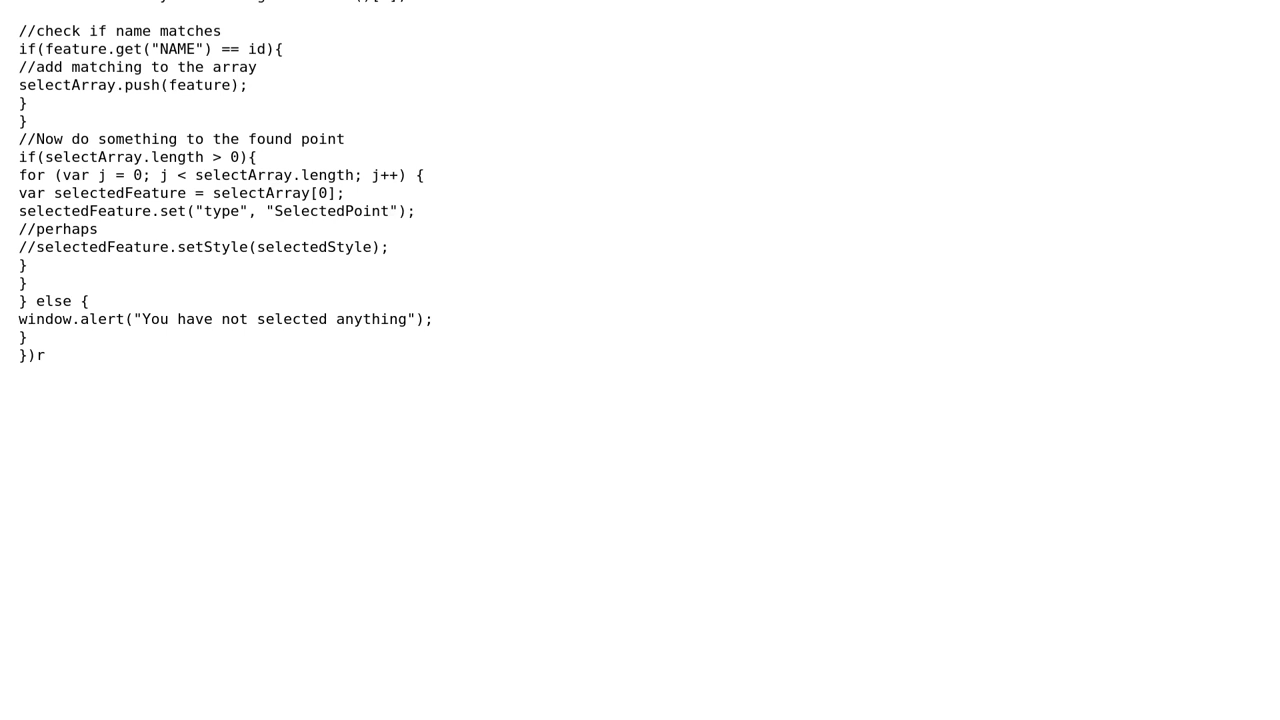 //check if name matches
if(feature.get("NAME") == id){
//add matching to the array
selectArray.push(feature);
}
}
//Now do something to the found point
if(selectArray.length > 0){
for (var j = 0; j < selectArray.length; j++) {
var selectedFeature = selectArray[0];
selectedFeature.set("type", "SelectedPoint");
//perhaps
//selectedFeature.setStyle(selectedStyle);
}
}
} else {
window.alert("You have not selected anything");
}
})r